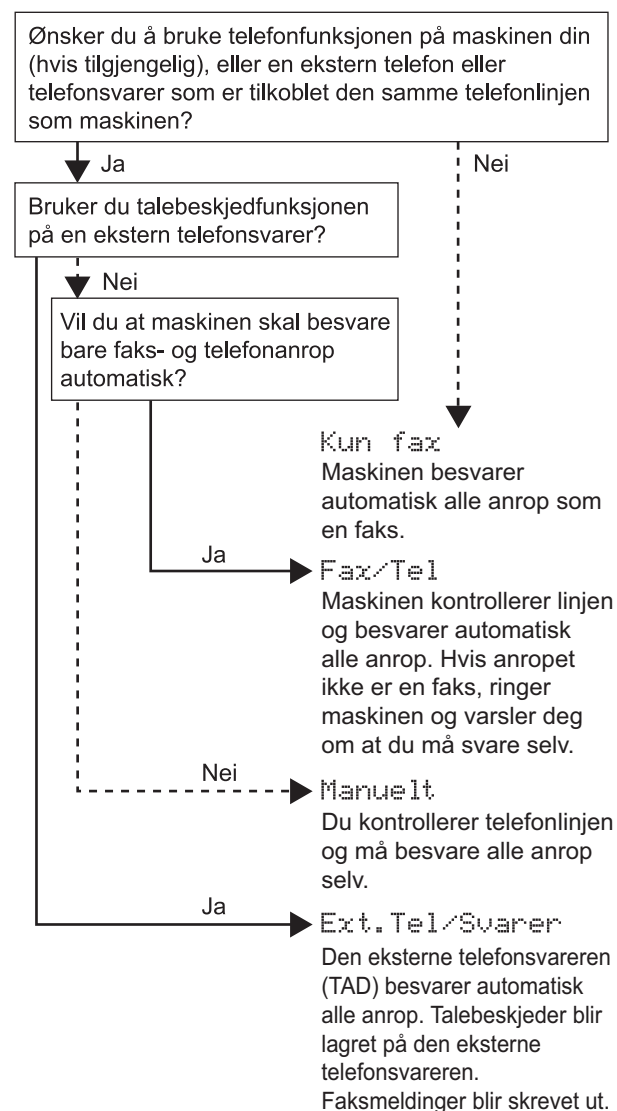 Ønsker du å bruke telefonfunksjonen på maskinen din
(hvis tilgjengelig), eller en ekstern telefon eller
telefonsvarer som er tilkoblet den samme telefonlinjen
som maskinen?
Ja
Nei
Bruker du talebeskjedfunksjonen
på en ekstern telefonsvarer?
Nei
Vil du at maskinen skal besvare
bare faks- og telefonanrop
automatisk?
Kun fax
Maskinen besvarer
automatisk alle anrop som
en faks.
Ja
Fax/Tel
Maskinen kontrollerer linjen
og besvarer automatisk
alle anrop. Hvis anropet
ikke er en faks, ringer
maskinen og varsler deg
om at du må svare selv.
Nei
Manuelt
Du kontrollerer telefonlinjen
og må besvare alle anrop
selv.
Ja
Ext.Tel/Svarer
Den eksterne telefonsvareren
(TAD) besvarer automatisk
alle anrop. Talebeskjeder blir
lagret på den eksterne
telefonsvareren.
Faksmeldinger blir skrevet ut.